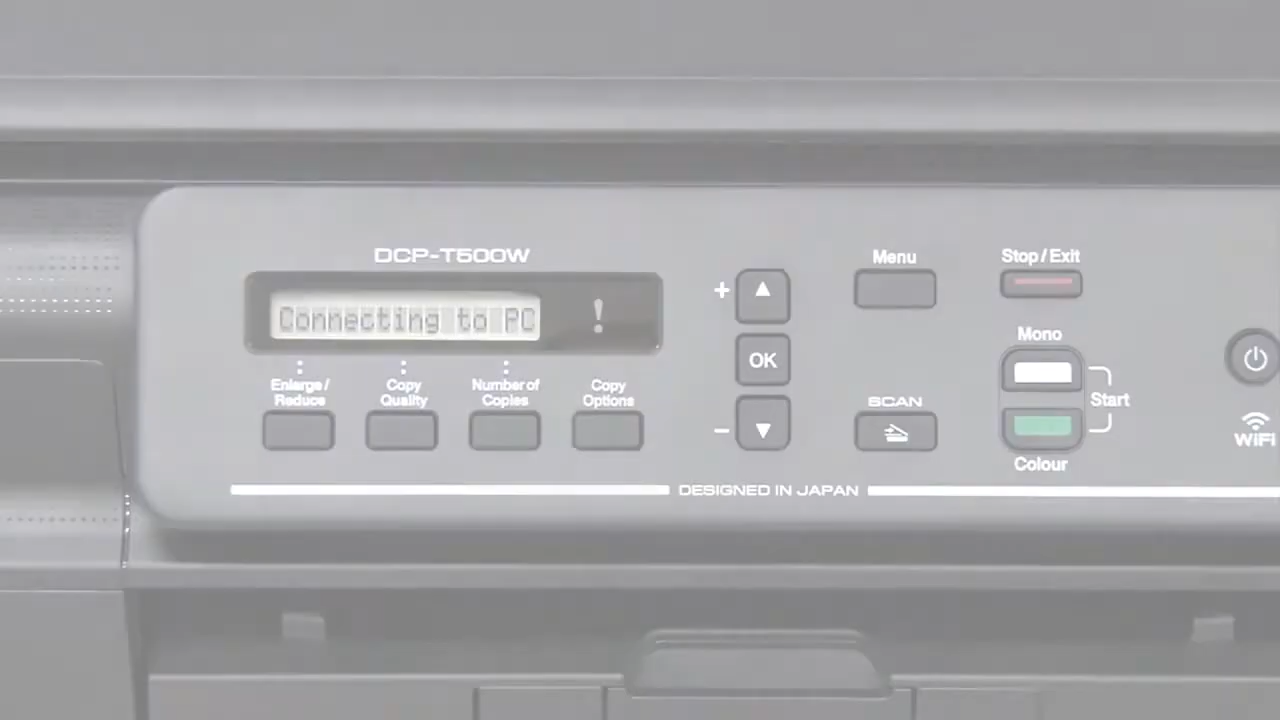 DCP-T500W
Connecting to PC
!
Enlarge/
Reduce
Copy
Quality
Number of
Copies
Copy
Options
+
OK
−
Menu
SCAN
Stop/Exit
Mono
Start
Colour
WiFi
DESIGNED IN JAPAN